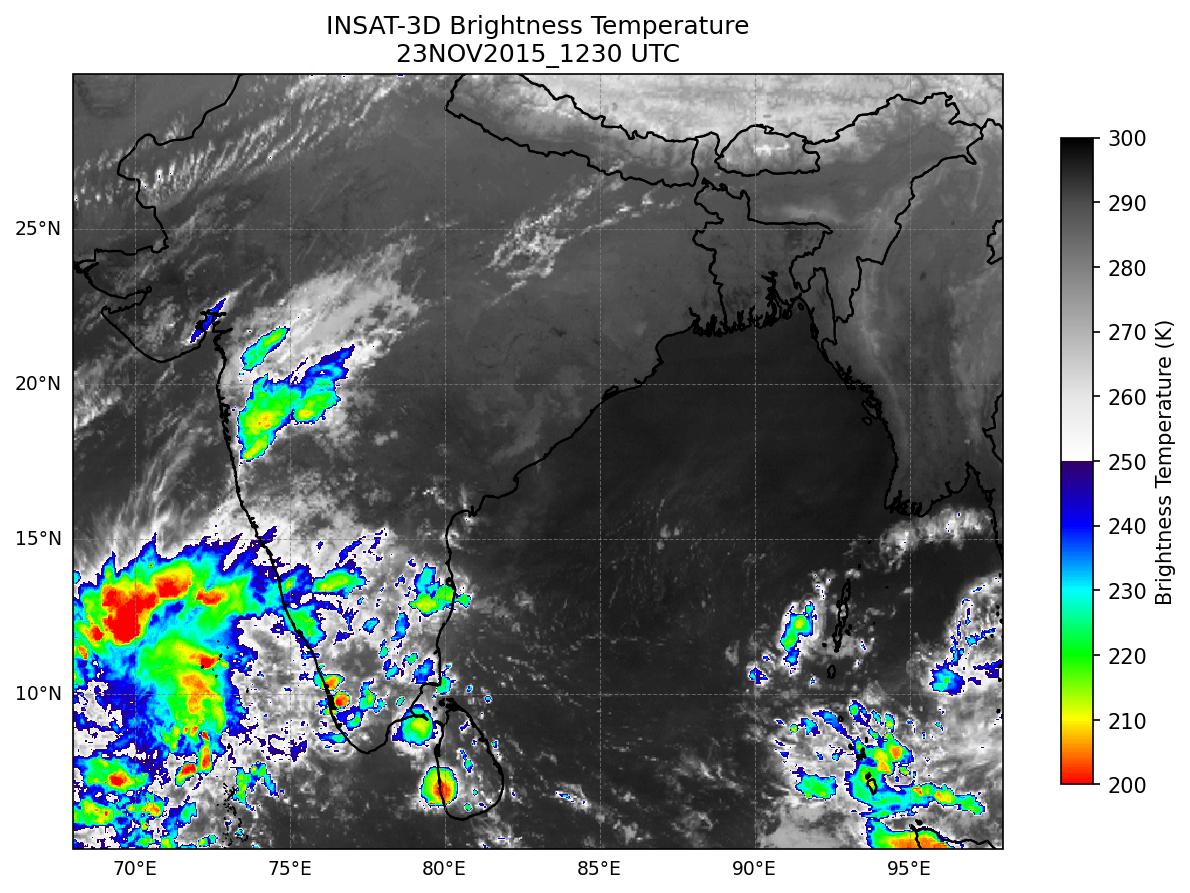 INSAT-3D Brightness Temperature
23NOV2015_1230 UTC
25°N
20°N
15°N
10°N
70°E
75°E
80°E
85°E
90°E
95°E
300
290
280
270
260
250
240
230
220
210
200
Brightness Temperature (K)